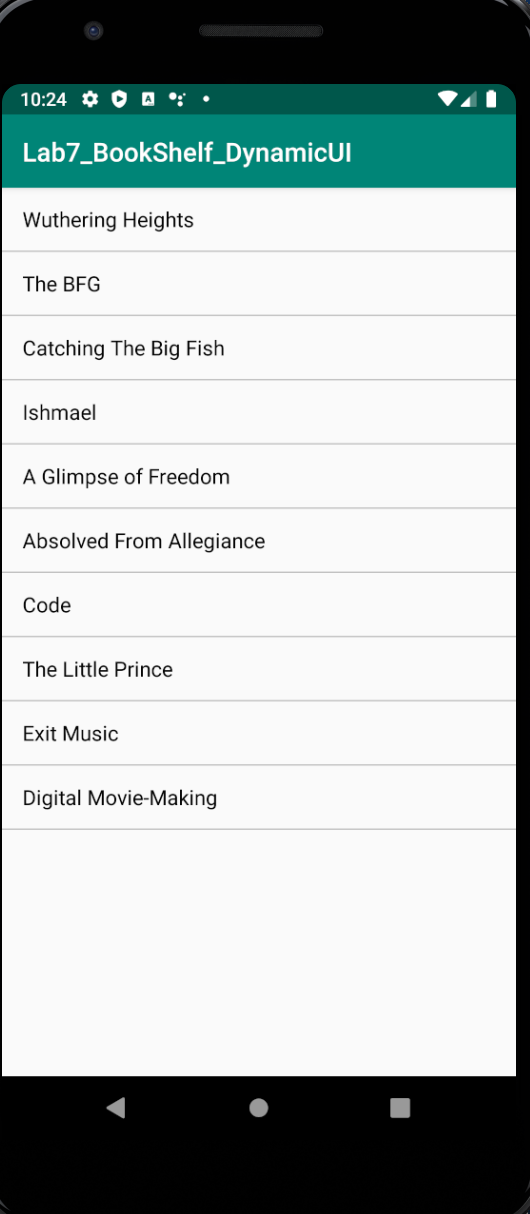 10:24
Lab7_BookShelf_DynamicUI
Wuthering Heights
The BFG
Catching The Big Fish
Ishmael
A Glimpse of Freedom
Absolved From Allegiance
Code
The Little Prince
Exit Music
Digital Movie-Making